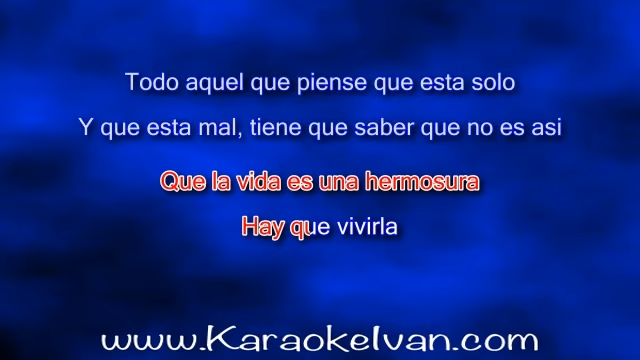 Todo aquel que piense que esta solo
Y que esta mal, tiene que saber que no es asi
Que la vida es una hermosura
Hay que vivirla
www.KaraokeIvan.com